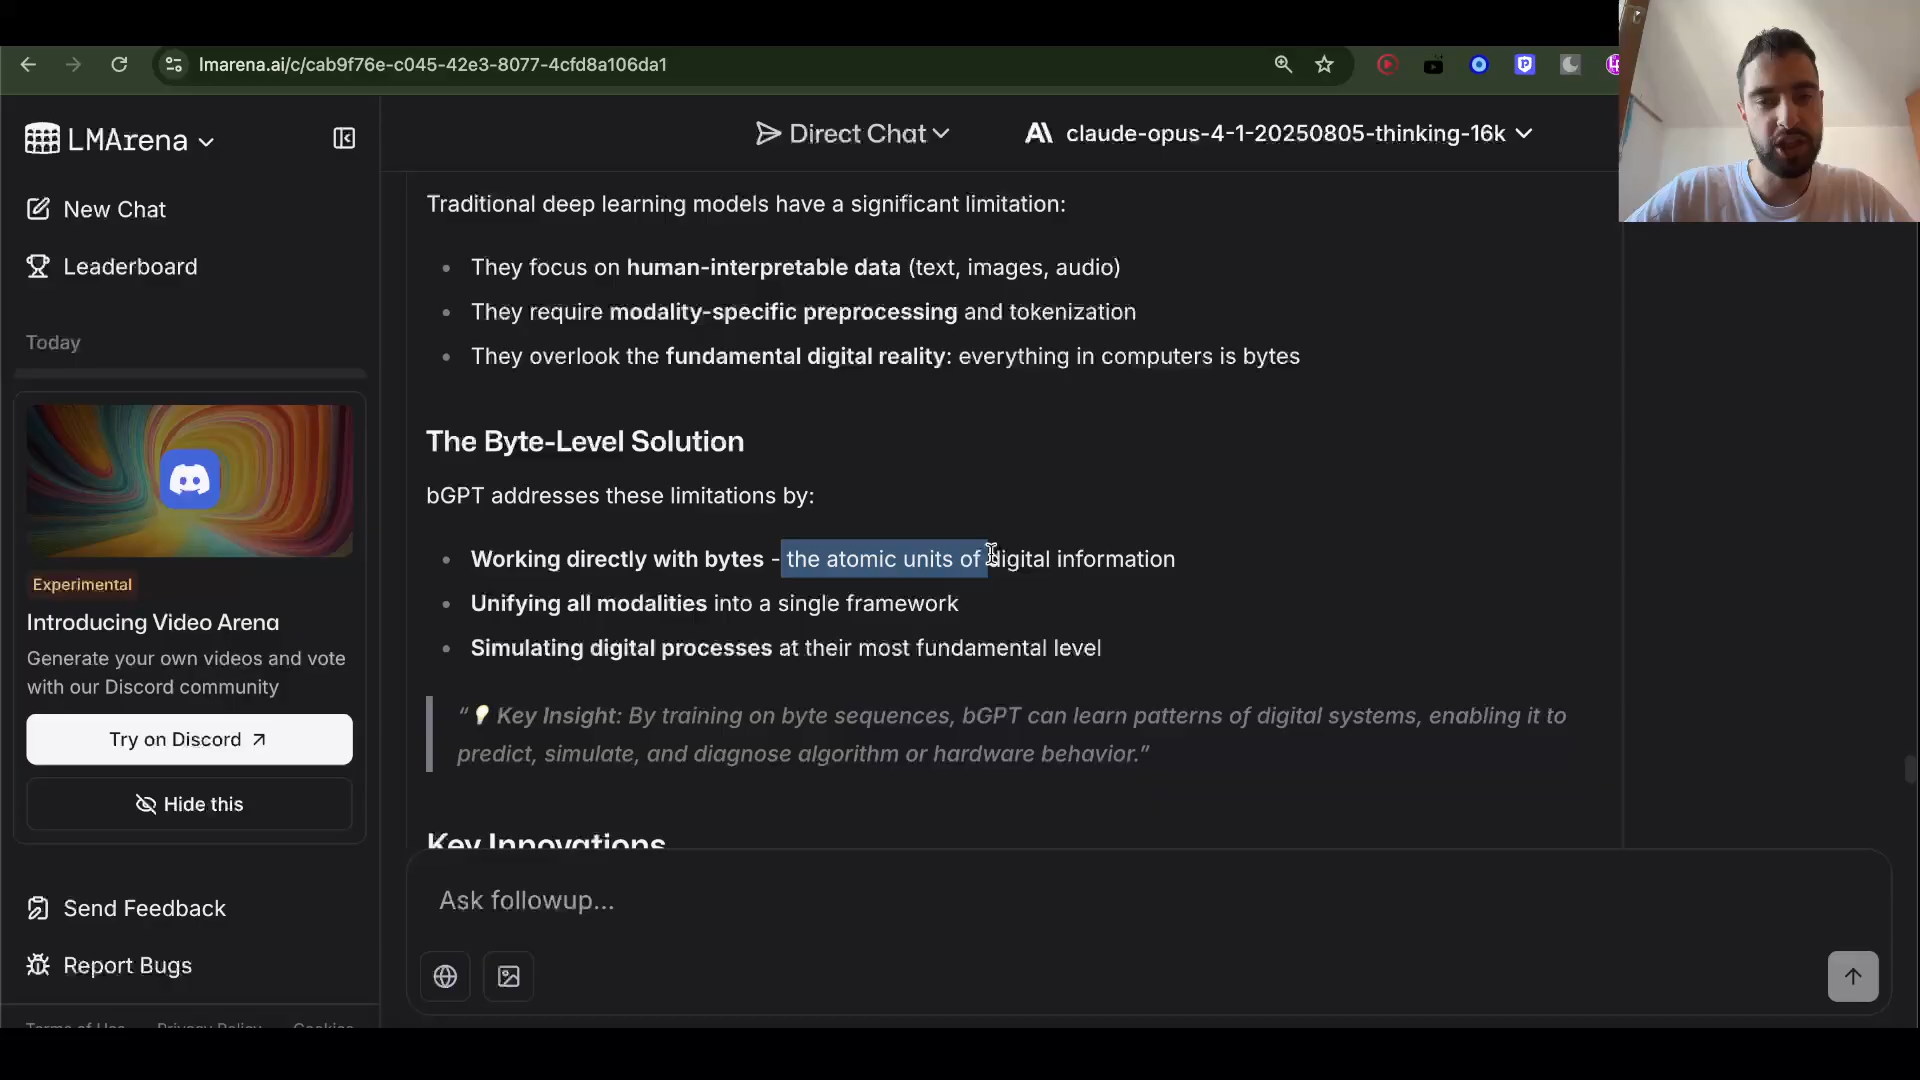 lmarena.ai/c/cab9f76e-c045-42e3-8077-4cfd8a106da1
LMArena
Direct Chat
claude-opus-4-1-20250805-thinking-16k
New Chat
Leaderboard
Today
Experimental
Introducing Video Arena
Generate your own videos and vote
with our Discord community
Try on Discord
Hide this
Send Feedback
Report Bugs
Terms of Use Privacy Policy Cookies
Traditional deep learning models have a significant limitation:
• They focus on human-interpretable data (text, images, audio)
• They require modality-specific preprocessing and tokenization
• They overlook the fundamental digital reality: everything in computers is bytes
The Byte-Level Solution
bGPT addresses these limitations by:
• Working directly with bytes - the atomic units of digital information
• Unifying all modalities into a single framework
• Simulating digital processes at their most fundamental level
“💡 Key Insight: By training on byte sequences, bGPT can learn patterns of digital systems, enabling it to
predict, simulate, and diagnose algorithm or hardware behavior.”
Key Innovations
Ask followup...